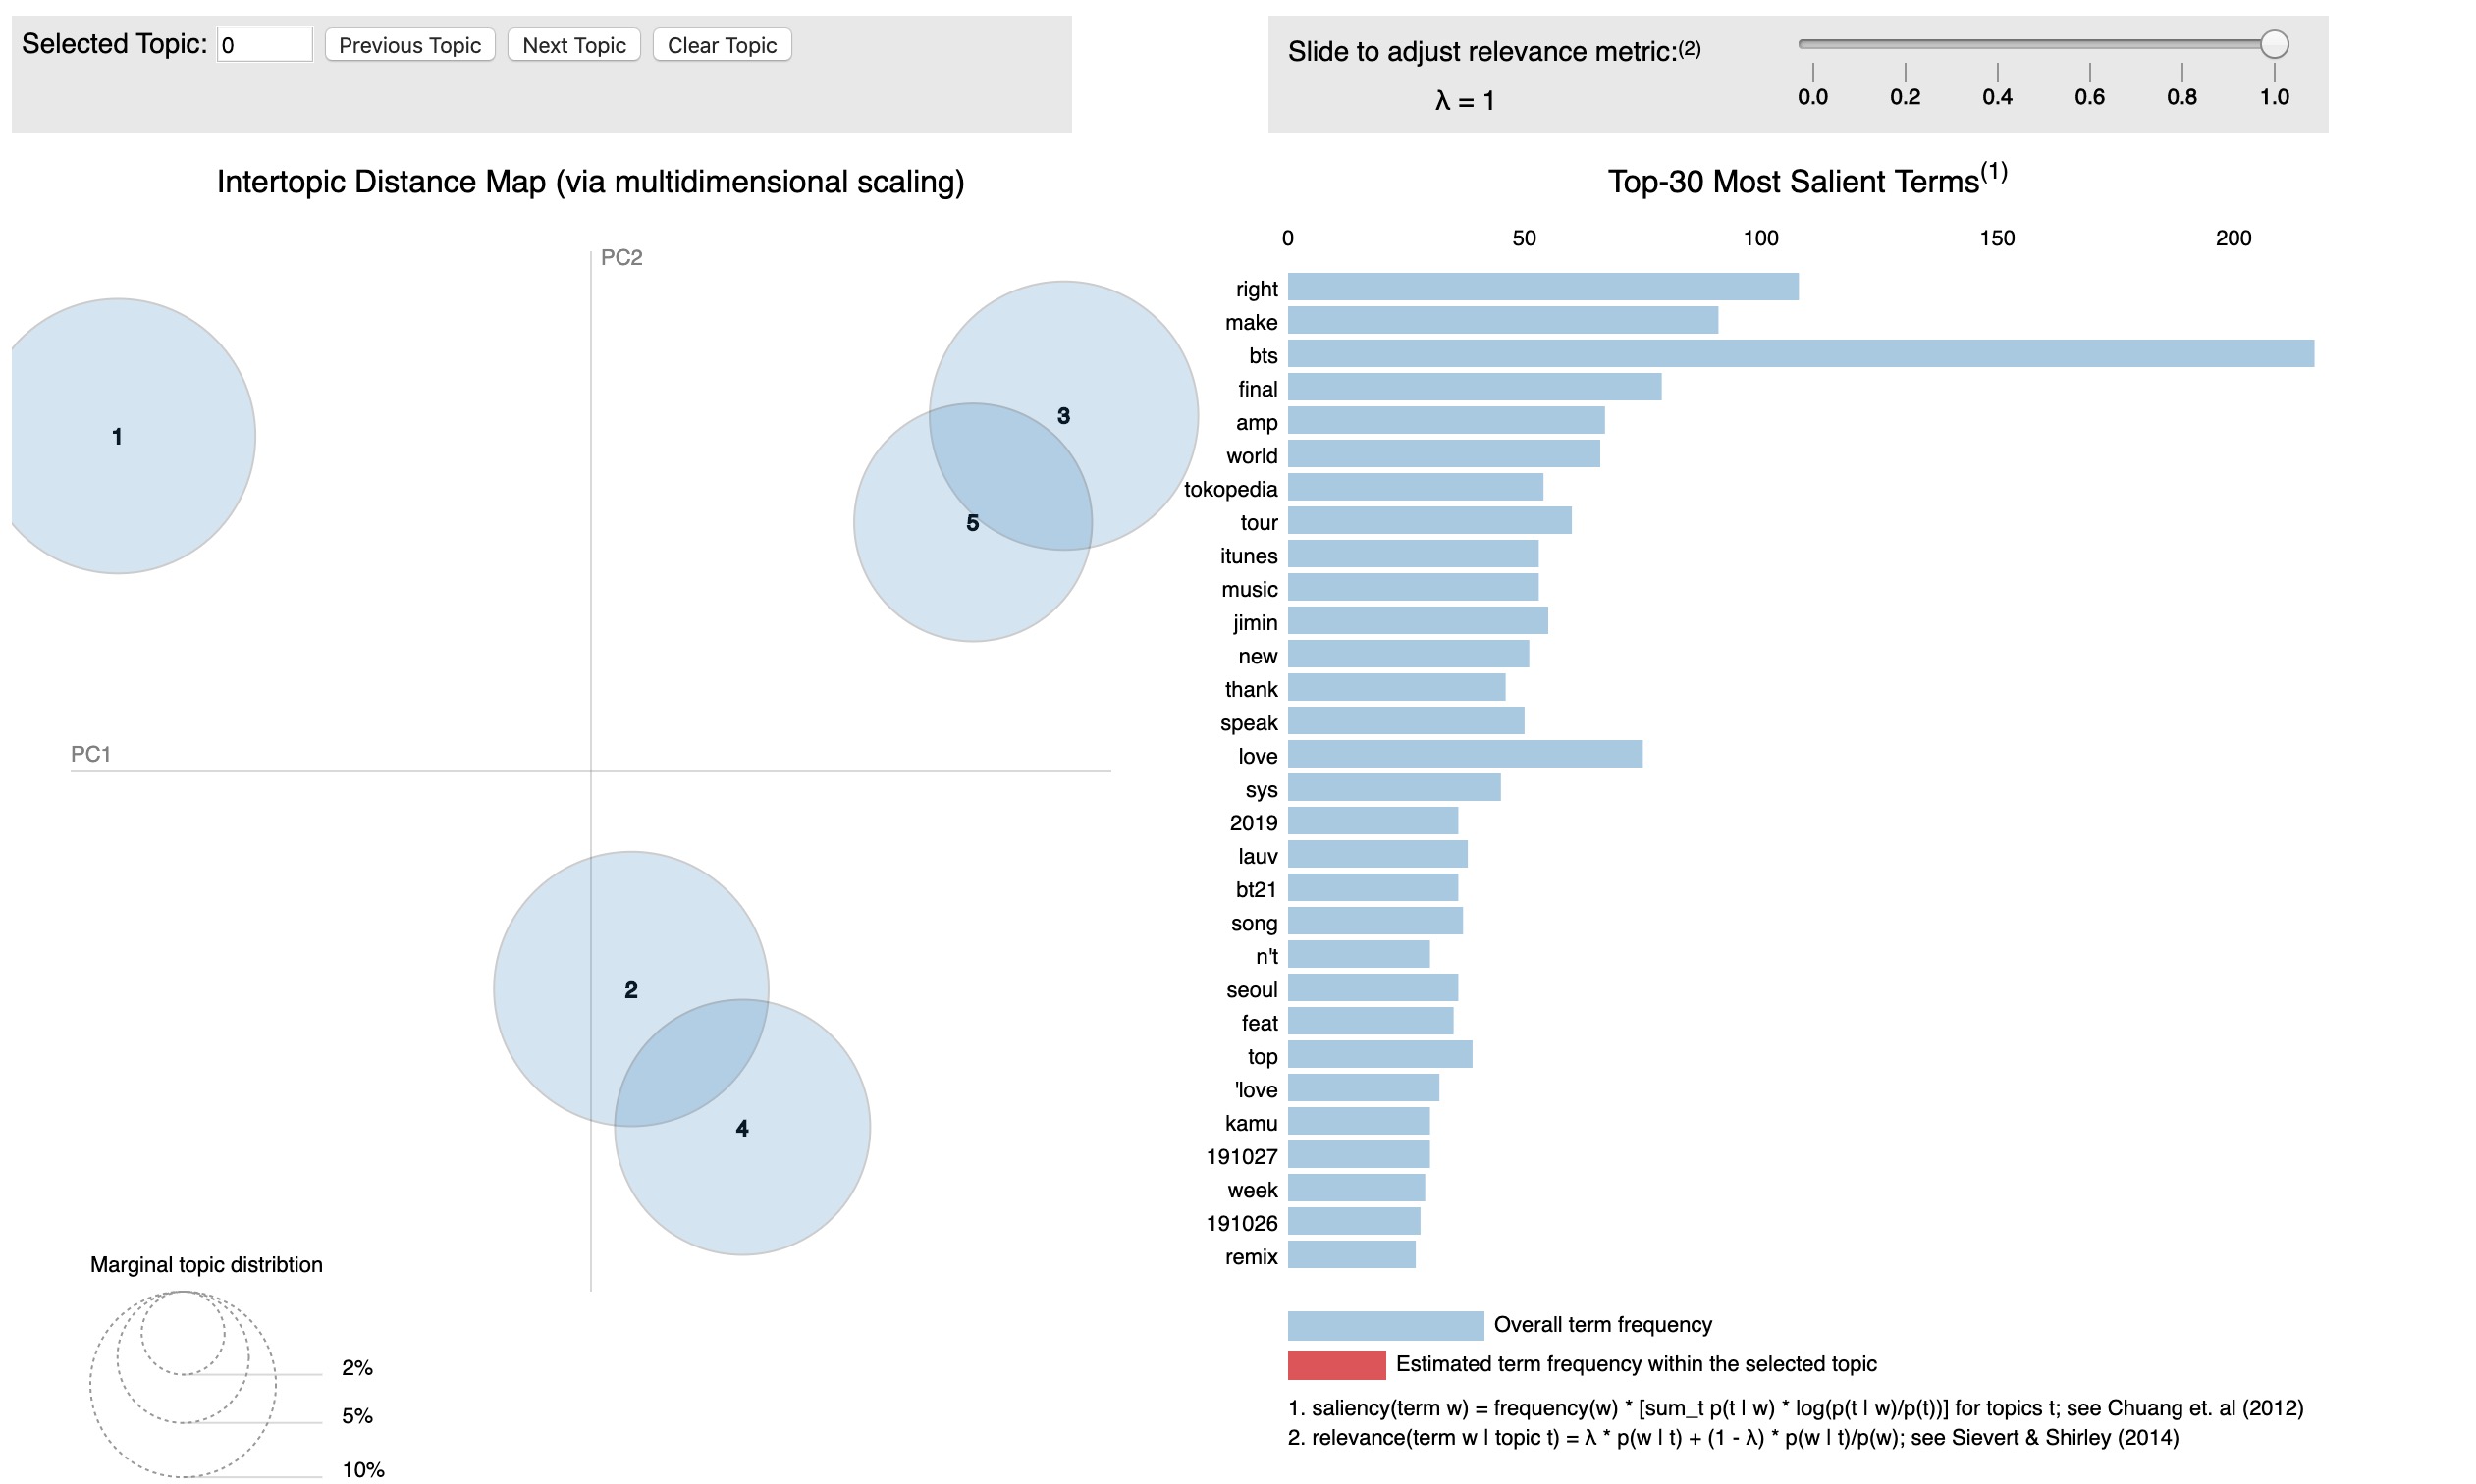 Selected Topic: 0 Previous Topic Next Topic Clear Topic
Slide to adjust relevance metric:(2)
λ = 1
0.0 0.2 0.4 0.6 0.8 1.0
Intertopic Distance Map (via multidimensional scaling)
PC2
PC1
1
3
5
2
4
Marginal topic distribtion
2%
5%
10%
Top-30 Most Salient Terms(1)
0 50 100 150 200
right
make
bts
final
amp
world
tokopedia
tour
itunes
music
jimin
new
thank
speak
love
sys
2019
lauv
bt21
song
n't
seoul
feat
top
'love
kamu
191027
week
191026
remix
Overall term frequency
Estimated term frequency within the selected topic
1. saliency(term w) = frequency(w) * [sum_t p(t | w) * log(p(t | w)/p(t))] for topics t; see Chuang et. al (2012)
2. relevance(term w | topic t) = λ * p(w | t) + (1 - λ) * p(w | t)/p(w); see Sievert & Shirley (2014)